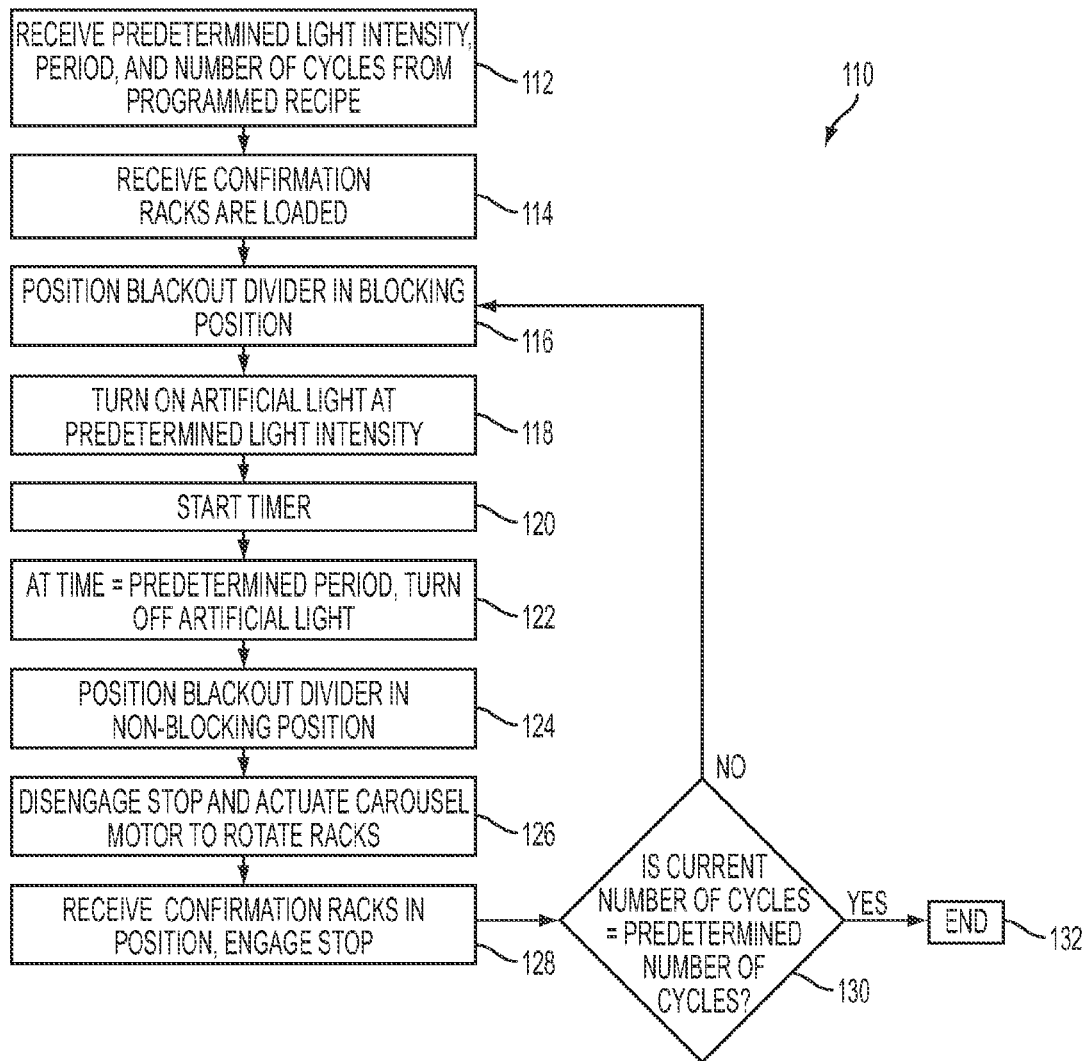 RECEIVE PREDETERMINED LIGHT INTENSITY,
PERIOD, AND NUMBER OF CYCLES FROM
PROGRAMMED RECIPE
112
110
RECEIVE CONFIRMATION
RACKS ARE LOADED
114
POSITION BLACKOUT DIVIDER IN BLOCKING
POSITION
116
TURN ON ARTIFICIAL LIGHT AT
PREDETERMINED LIGHT INTENSITY
118
START TIMER
120
AT TIME = PREDETERMINED PERIOD, TURN
OFF ARTIFICIAL LIGHT
122
POSITION BLACKOUT DIVIDER IN
NON-BLOCKING POSITION
124
DISENGAGE STOP AND ACTUATE CAROUSEL
MOTOR TO ROTATE RACKS
126
RECEIVE CONFIRMATION RACKS IN
POSITION, ENGAGE STOP
128
NO
IS CURRENT
NUMBER OF CYCLES
= PREDETERMINED
NUMBER OF
CYCLES?
130
YES
END
132